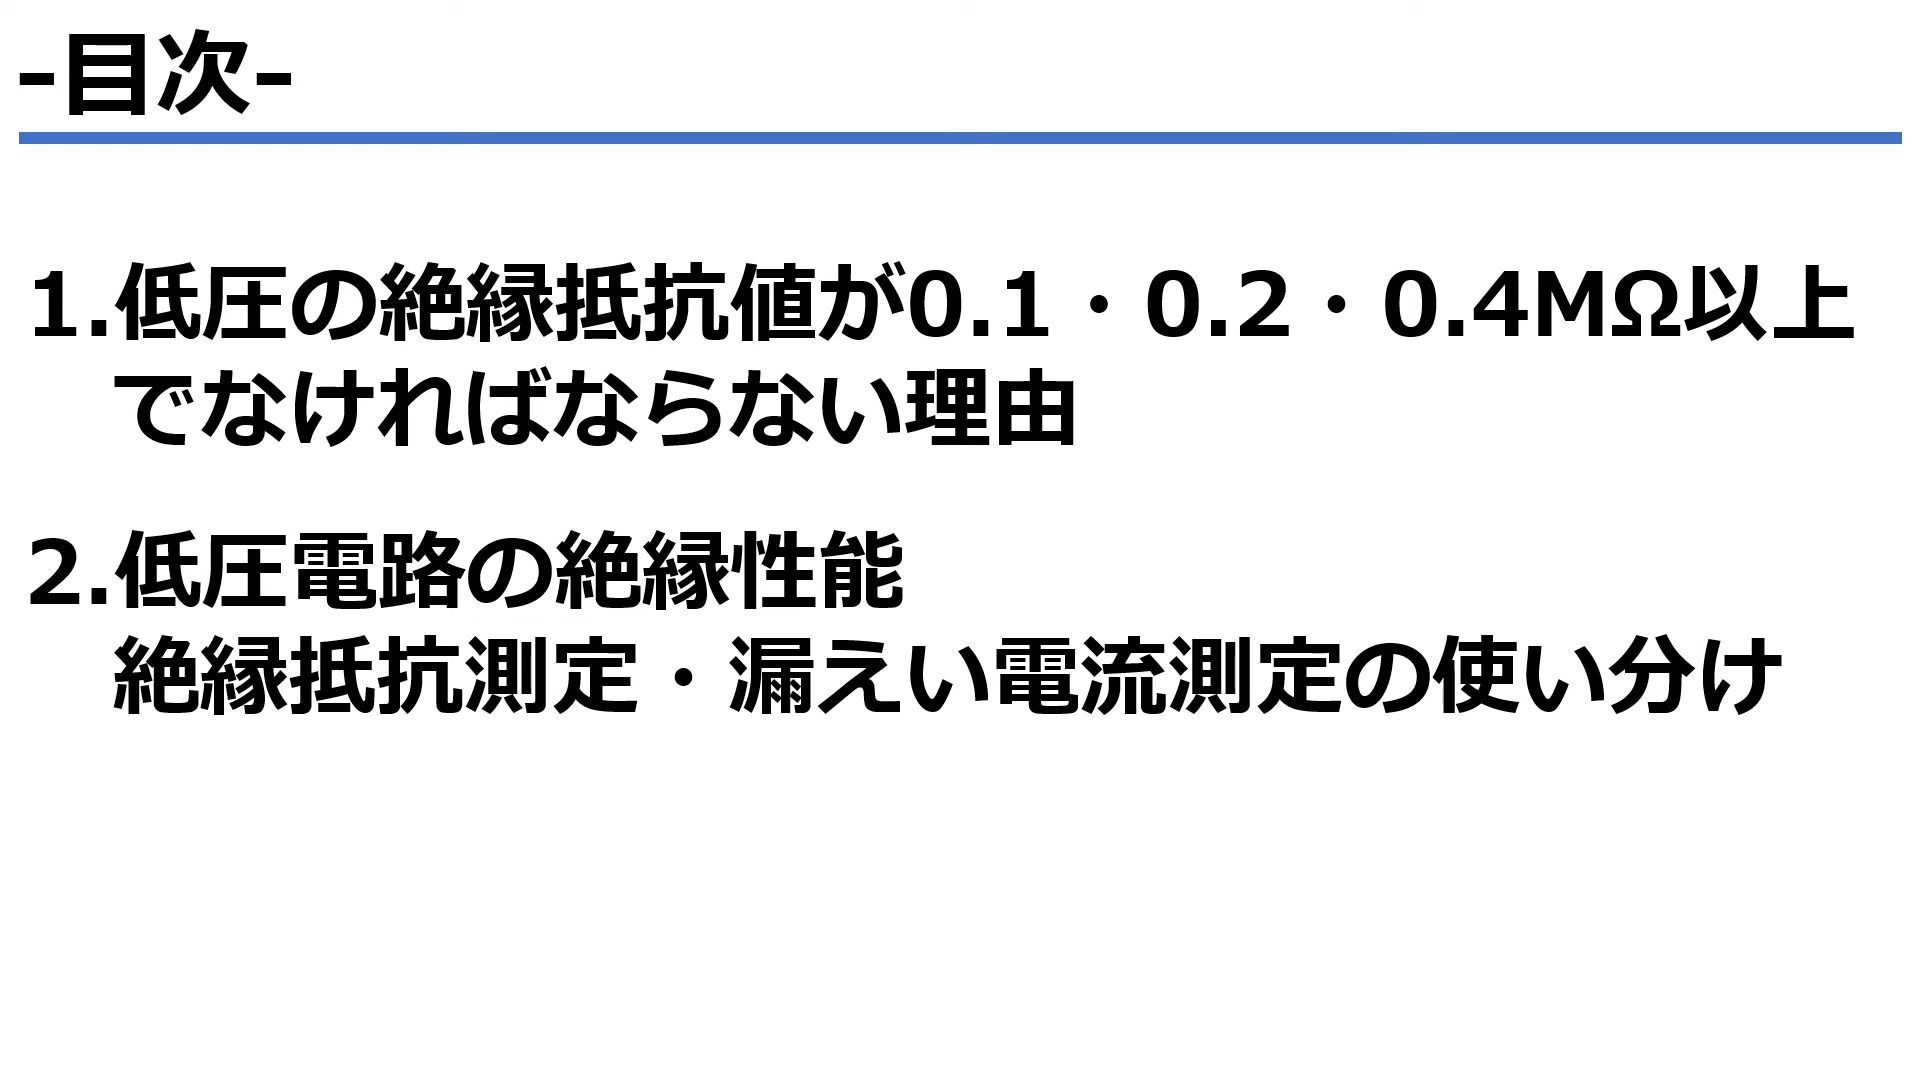 -目次-
1.低圧の絶縁抵抗値が0.1・0.2・0.4MΩ以上
でなければならない理由
2.低圧電路の絶縁性能
絶縁抵抗測定・漏えい電流測定の使い分け